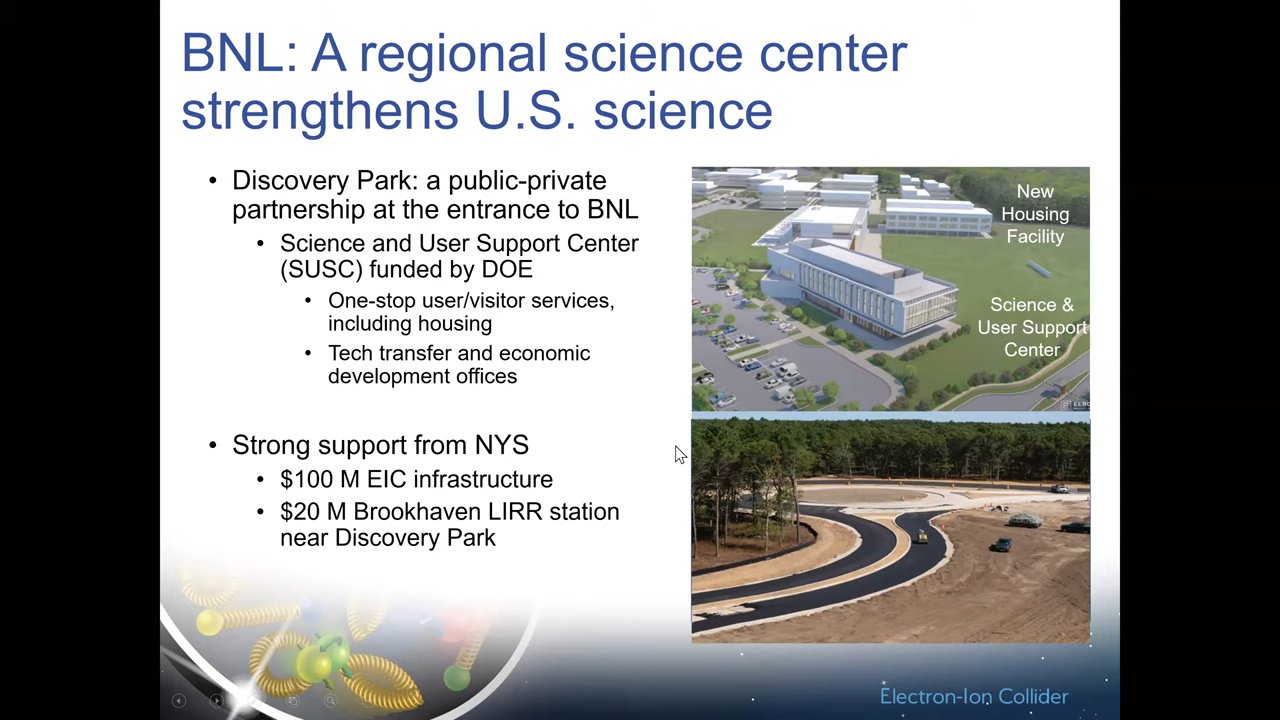 BNL: A regional science center
strengthens U.S. science
• Discovery Park: a public-private
partnership at the entrance to BNL
• Science and User Support Center
(SUSC) funded by DOE
• One-stop user/visitor services,
including housing
• Tech transfer and economic
development offices
• Strong support from NYS
• $100 M EIC infrastructure
• $20 M Brookhaven LIRR station
near Discovery Park
New
Housing
Facility
Science &
User Support
Center
Electron-Ion Collider